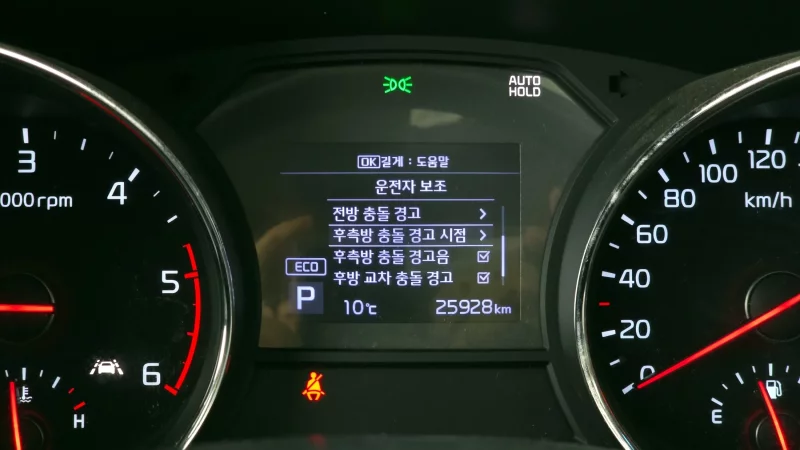 AUTO
HOLD
OK길게 : 도움말
운전자 보조
전방 충돌 경고
후측방 충돌 경고 시점
후측방 충돌 경고음
후방 교차 충돌 경고
ECO
P
10℃ 25928km
3
4
5
6
000 rpm
H
0
20
40
60
80
100
120
km/h
E